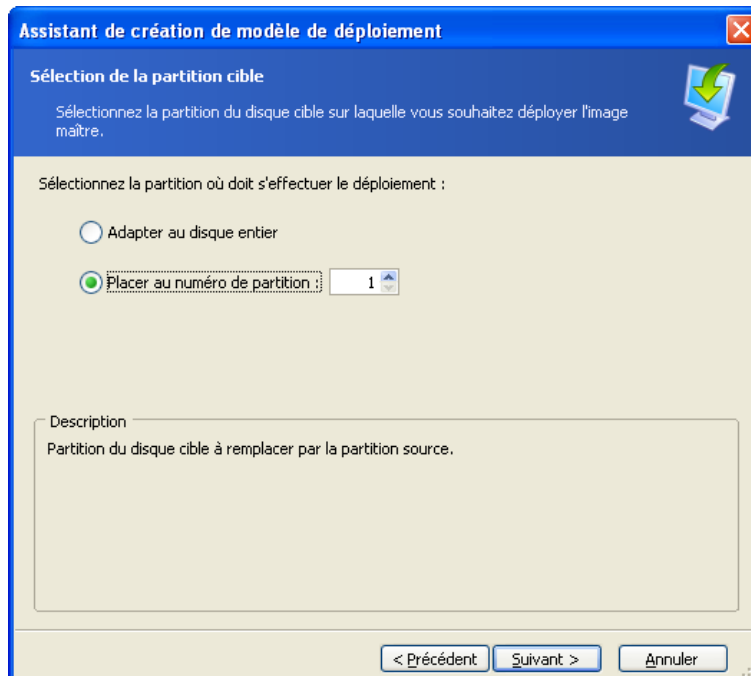 Assistant de création de modèle de déploiement
Sélection de la partition cible
Sélectionnez la partition du disque cible sur laquelle vous souhaitez déployer l'image
maître.
Sélectionnez la partition où doit s'effectuer le déploiement :
Adapter au disque entier
Placer au numéro de partition : 1
Description
Partition du disque cible à remplacer par la partition source.
< Précédent Suivant > Annuler